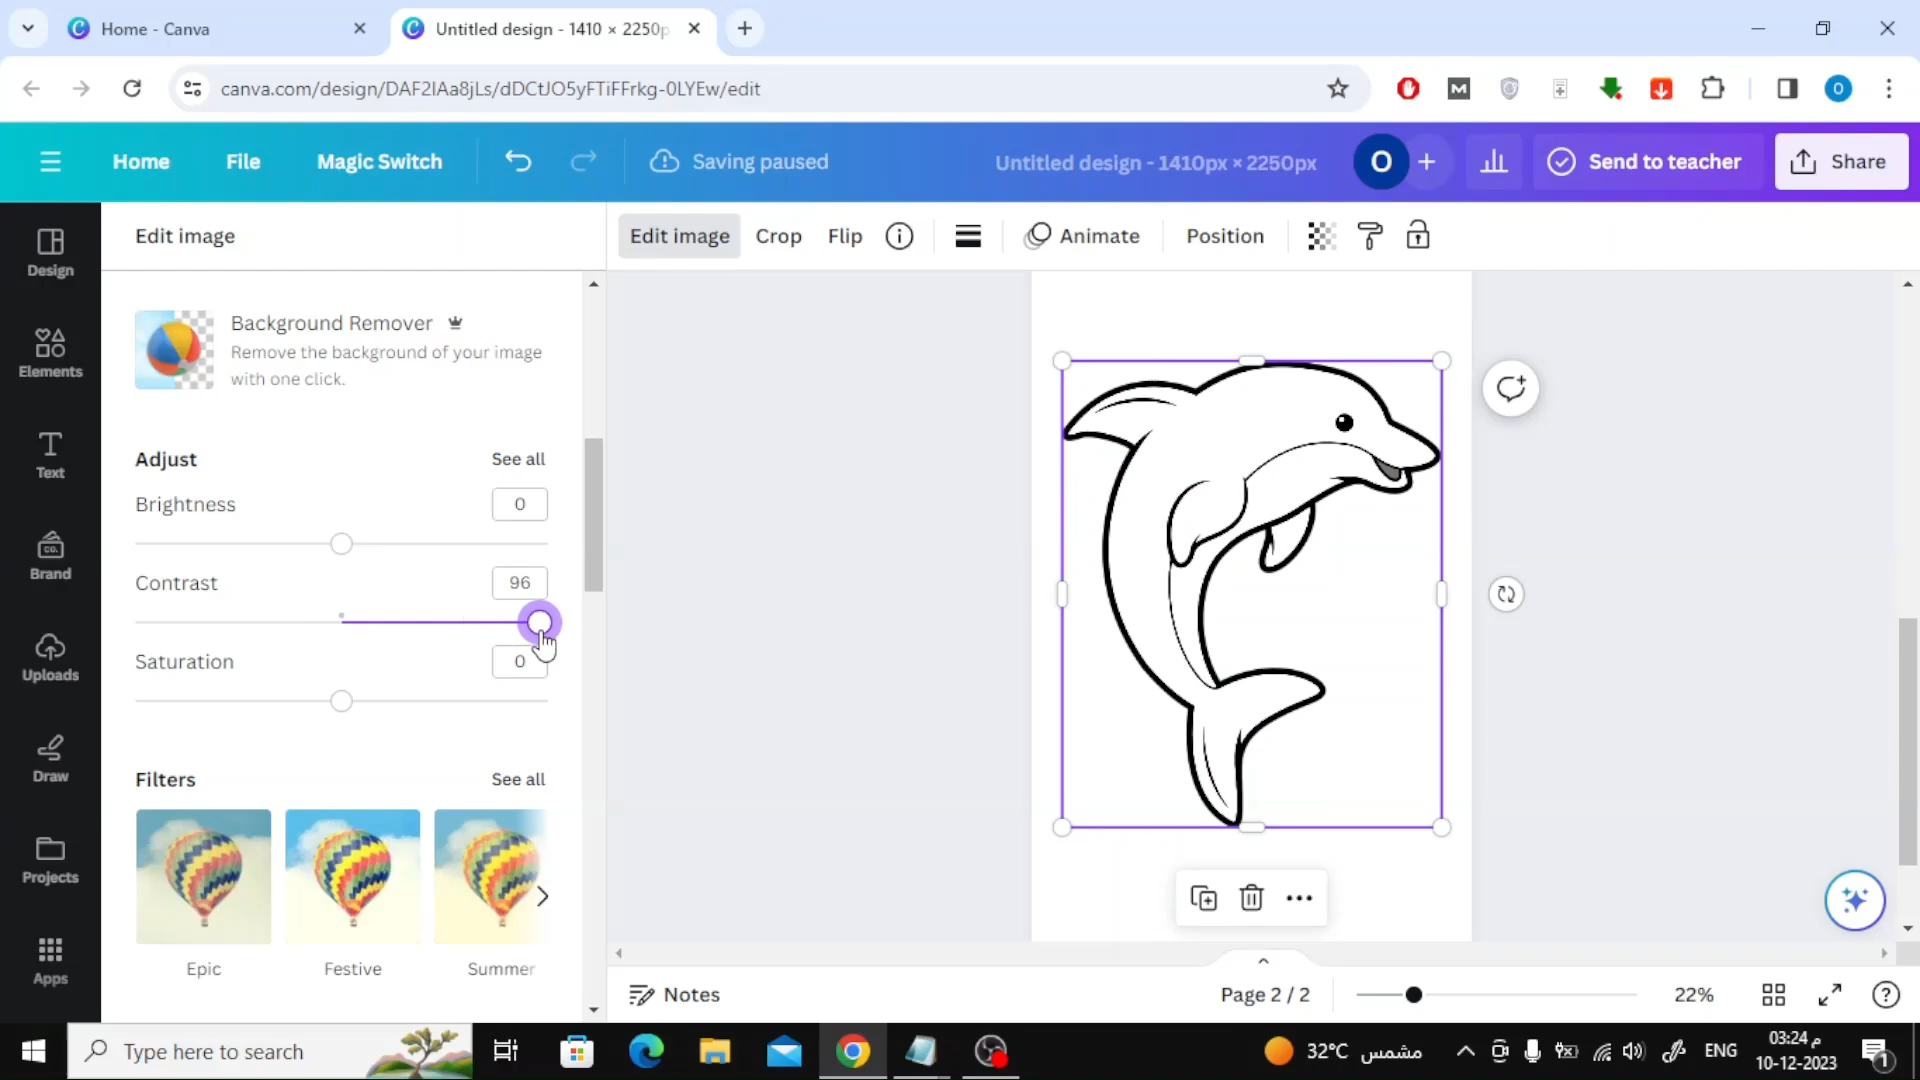 Home - Canva
Untitled design - 1410 × 2250p
canva.com/design/DAF2IAa8jLs/dDCtJO5yFTiFFrkg-0LYEw/edit
O
Home
File
Magic Switch
Saving paused
Untitled design - 1410px × 2250px
O
Send to teacher
Share
Design
Elements
Text
CO.
Brand
Uploads
Draw
Projects
Apps
Edit image
Background Remover
Remove the background of your image
with one click.
Adjust
See all
Brightness
0
Contrast
96
Saturation
0
Filters
See all
Epic
Festive
Summer
Edit image
Crop
Flip
Animate
Position
Notes
Page 2 / 2
22%
Type here to search
32°C مشمس
ENG
03:24 م
10-12-2023
1